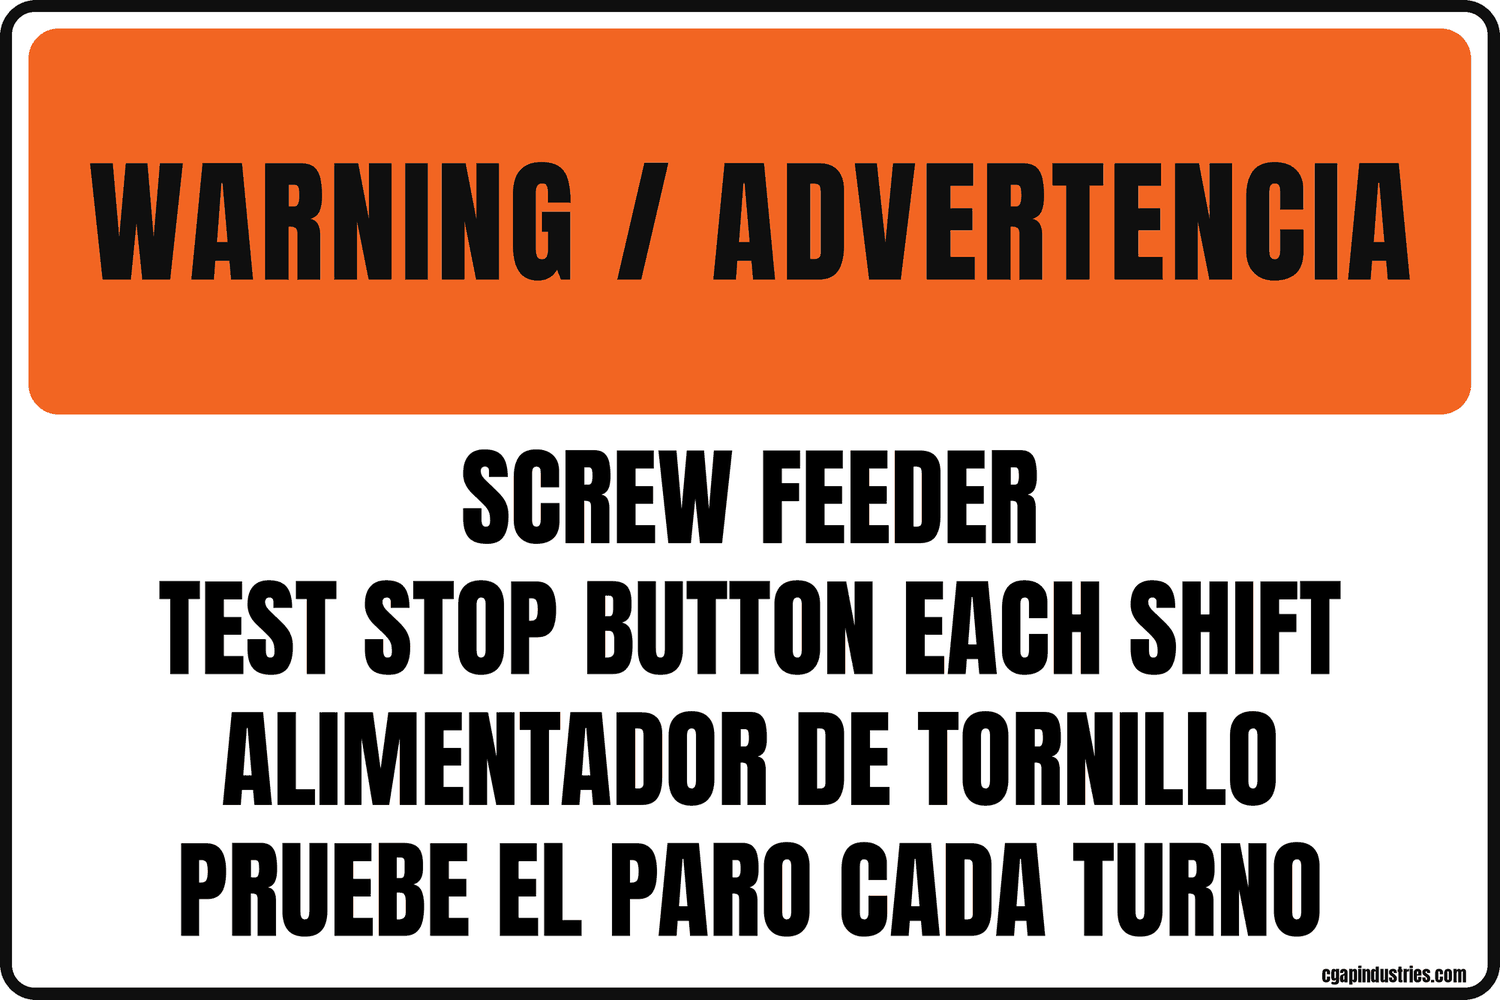 WARNING / ADVERTENCIA
SCREW FEEDER
TEST STOP BUTTON EACH SHIFT
ALIMENTADOR DE TORNILLO
PRUEBE EL PARO CADA TURNO
cgapindustries.com